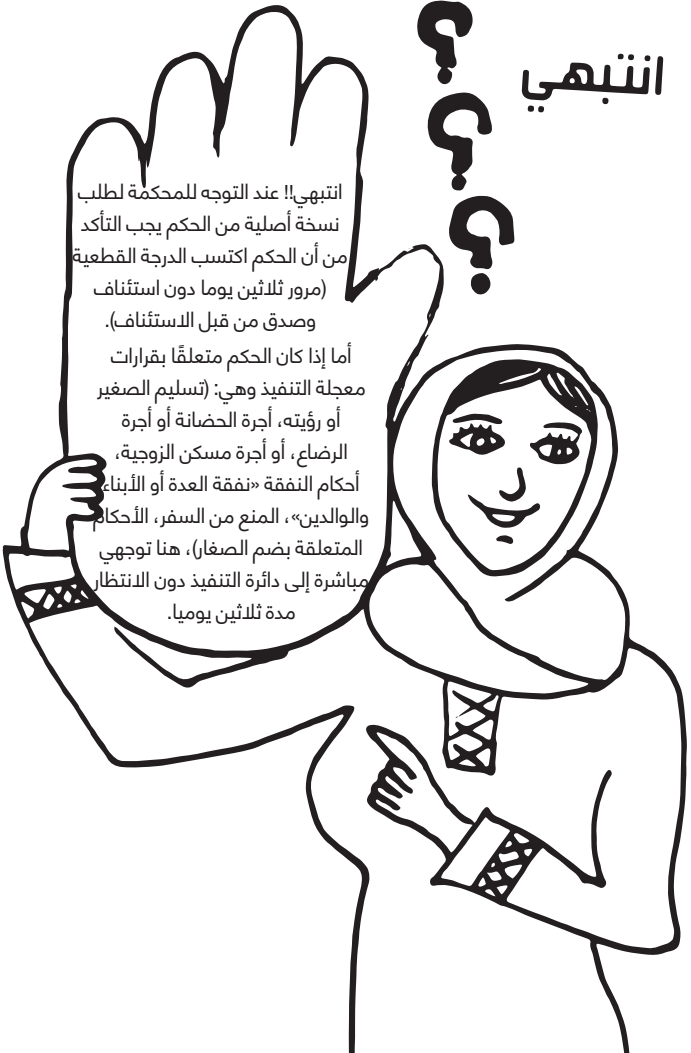 انتبهي
؟
؟
؟
انتبهي!! عند التوجه للمحكمة لطلب
نسخة أصلية من الحكم يجب التأكد
من أن الحكم اكتسب الدرجة القطعية
(مرور ثلاثين يوما دون استئناف
وصدق من قبل الاستئناف).
أما إذا كان الحكم متعلقًا بقرارات
معجلة التنفيذ وهي: (تسليم الصغير
أو رؤيته، أجرة الحضانة أو أجرة
الرضاع، أو أجرة مسكن الزوجية،
أحكام النفقة «نفقة العدة أو الأبناء
والوالدين»، المنع من السفر، الأحكام
المتعلقة بضم الصغار)، هنا توجهي
مباشرة إلى دائرة التنفيذ دون الانتظار
مدة ثلاثين يوميا.